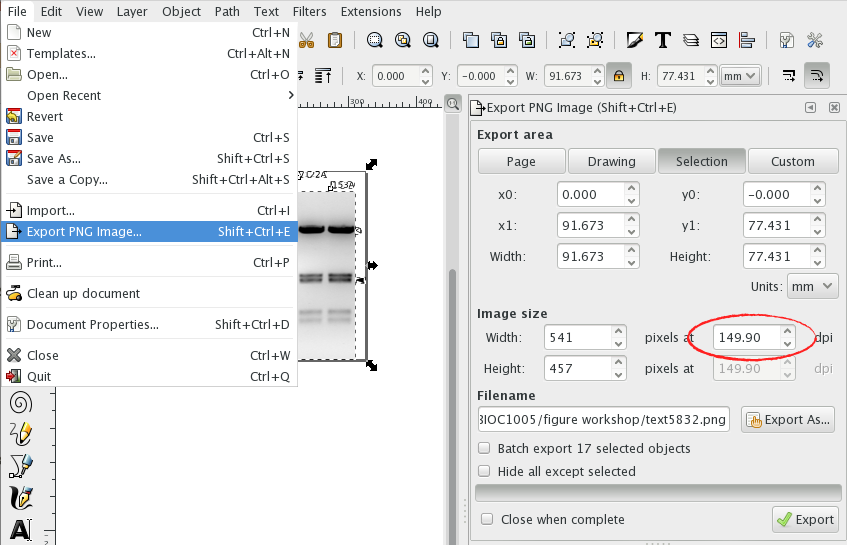 File Edit View Layer Object Path Text Filters Extensions Help
New Ctrl+N
Templates... Ctrl+Alt+N
Open... Ctrl+O
Open Recent
Revert
Save Ctrl+S
Save As... Shift+Ctrl+S
Save a Copy... Shift+Ctrl+Alt+S
Import... Ctrl+I
Export PNG Image... Shift+Ctrl+E
Print... Ctrl+P
Clean up document
Document Properties... Shift+Ctrl+D
Close Ctrl+W
Quit Ctrl+Q
X: 0.000 Y: -0.000 W: 91.673 H: 77.431 mm
300 400
Export PNG Image (Shift+Ctrl+E)
Export area
Page Drawing Selection Custom
x0: 0.000 y0: -0.000
x1: 91.673 y1: 77.431
Width: 91.673 Height: 77.431
Units: mm
Image size
Width: 541 pixels at 149.90 dpi
Height: 457 pixels at 149.90 dpi
Filename
BIOC1005/figure workshop/text5832.png Export As...
Batch export 17 selected objects
Hide all except selected
Close when complete Export